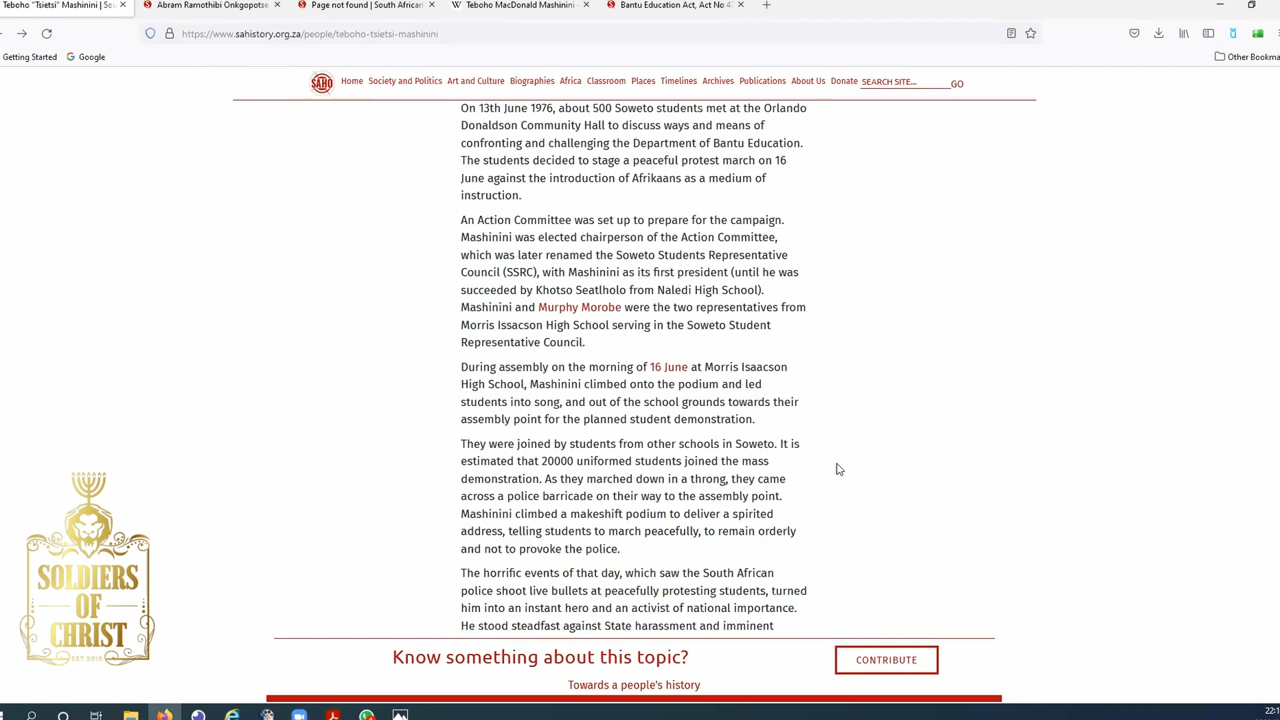 Teboho "Tsietsi" Mashinini | Sou
Abram Ramothibi Onkgopotse
Page not found | South African
Teboho MacDonald Mashinini
Bantu Education Act, Act No 47
https://www.sahistory.org.za/people/teboho-tsietsi-mashinini
Getting Started
Google
Other Bookma
SAHO
Home Society and Politics Art and Culture Biographies Africa Classroom Places Timelines Archives Publications About Us Donate SEARCH SITE... GO
On 13th June 1976, about 500 Soweto students met at the Orlando
Donaldson Community Hall to discuss ways and means of
confronting and challenging the Department of Bantu Education.
The students decided to stage a peaceful protest march on 16
June against the introduction of Afrikaans as a medium of
instruction.
An Action Committee was set up to prepare for the campaign.
Mashinini was elected chairperson of the Action Committee,
which was later renamed the Soweto Students Representative
Council (SSRC), with Mashinini as its first president (until he was
succeeded by Khotso Seatlholo from Naledi High School).
Mashinini and Murphy Morobe were the two representatives from
Morris Issacson High School serving in the Soweto Student
Representative Council.
During assembly on the morning of 16 June at Morris Isaacson
High School, Mashinini climbed onto the podium and led
students into song, and out of the school grounds towards their
assembly point for the planned student demonstration.
They were joined by students from other schools in Soweto. It is
estimated that 20000 uniformed students joined the mass
demonstration. As they marched down in a throng, they came
across a police barricade on their way to the assembly point.
Mashinini climbed a makeshift podium to deliver a spirited
address, telling students to march peacefully, to remain orderly
and not to provoke the police.
The horrific events of that day, which saw the South African
police shoot live bullets at peacefully protesting students, turned
him into an instant hero and an activist of national importance.
He stood steadfast against State harassment and imminent
SOLDIERS
OF
CHRIST
EST 2015
Know something about this topic?
CONTRIBUTE
Towards a people's history
22:1